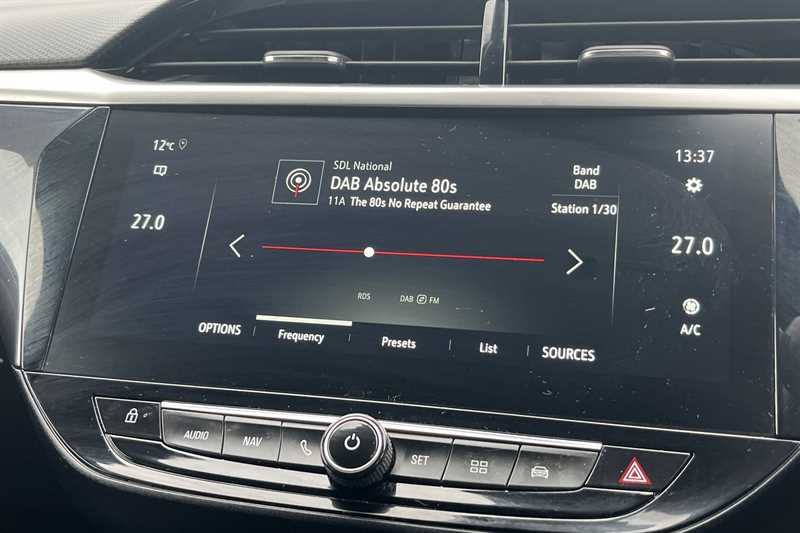 12°C
27.0
SDL National
DAB Absolute 80s
11A The 80s No Repeat Guarantee
Band
DAB
Station 1/30
13:37
27.0
A/C
RDS
DAB FM
OPTIONS
Frequency
Presets
List
SOURCES
AUDIO
NAV
SET